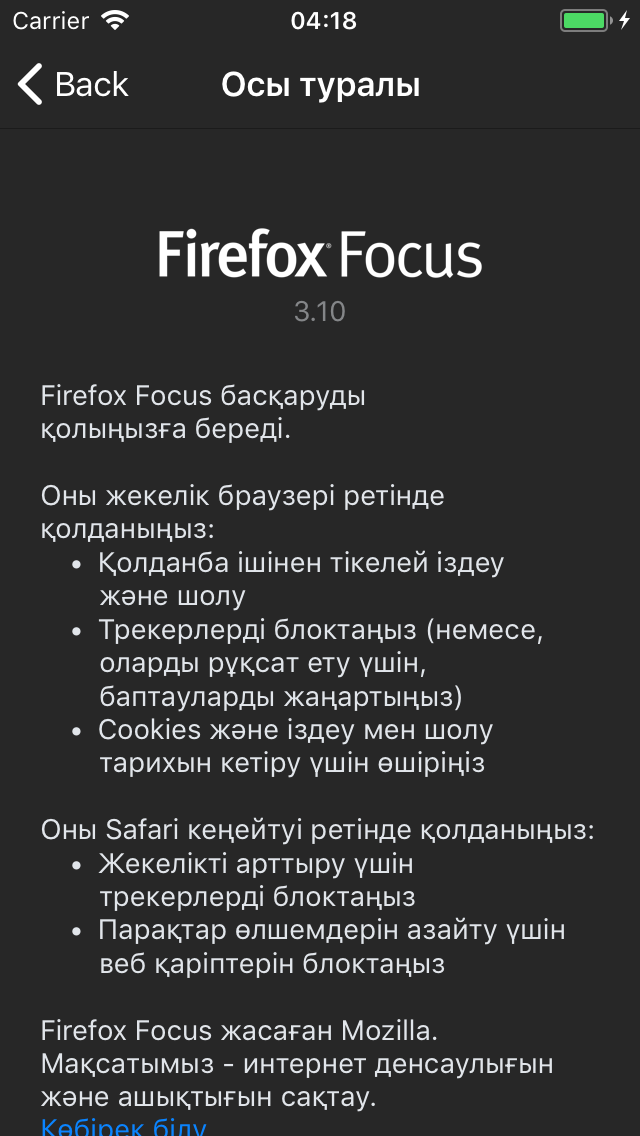 Carrier 04:18
Back Осы туралы
Firefox Focus
3.10
Firefox Focus басқаруды
қолыңызға береді.
Оны жекелік браузері ретінде
қолданыңыз:
• Қолданба ішінен тікелей іздеу
және шолу
• Трекерлерді блоктаңыз (немесе,
оларды рұқсат ету үшін,
баптауларды жаңартыңыз)
• Cookies және іздеу мен шолу
тарихын кетіру үшін өшіріңіз
Оны Safari кеңейтуі ретінде қолданыңыз:
• Жекелікті арттыру үшін
трекерлерді блоктаңыз
• Парақтар өлшемдерін азайту үшін
веб қаріптерін блоктаңыз
Firefox Focus жасаған Mozilla.
Мақсатымыз - интернет денсаулығын
және ашықтығын сақтау.
Көбірек білу